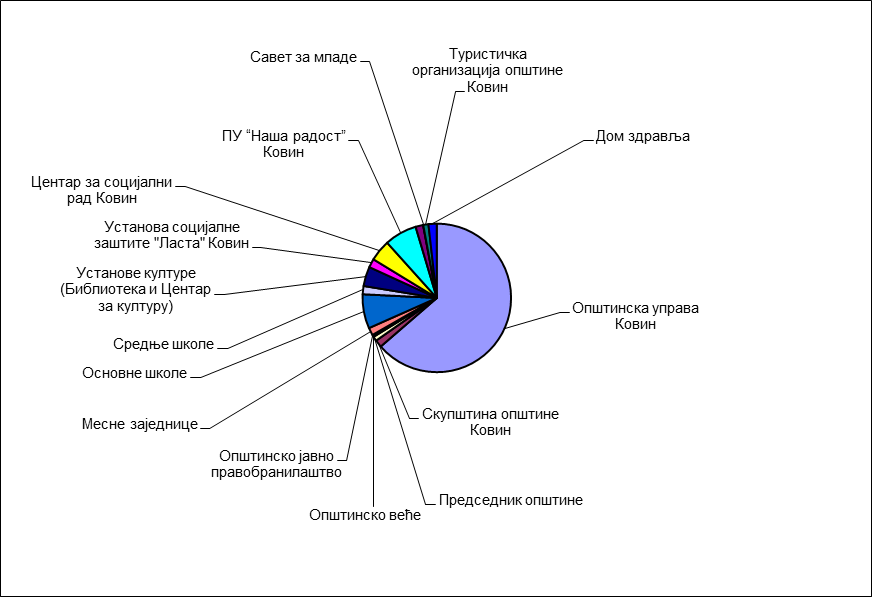 Савет за младе
Туристичка
организација општине
Ковин
ПУ “Наша радост”
Ковин
Дом здравља
Центар за социјални
рад Ковин
Установа социјалне
заштите "Ласта" Ковин
Установе културе
(Библиотека и Центар
за културу)
Општинска управа
Ковин
Средње школе
Основне школе
Месне заједнице
Скупштина општине
Ковин
Општинско јавно
правобранилаштво
Председник општине
Општинско веће